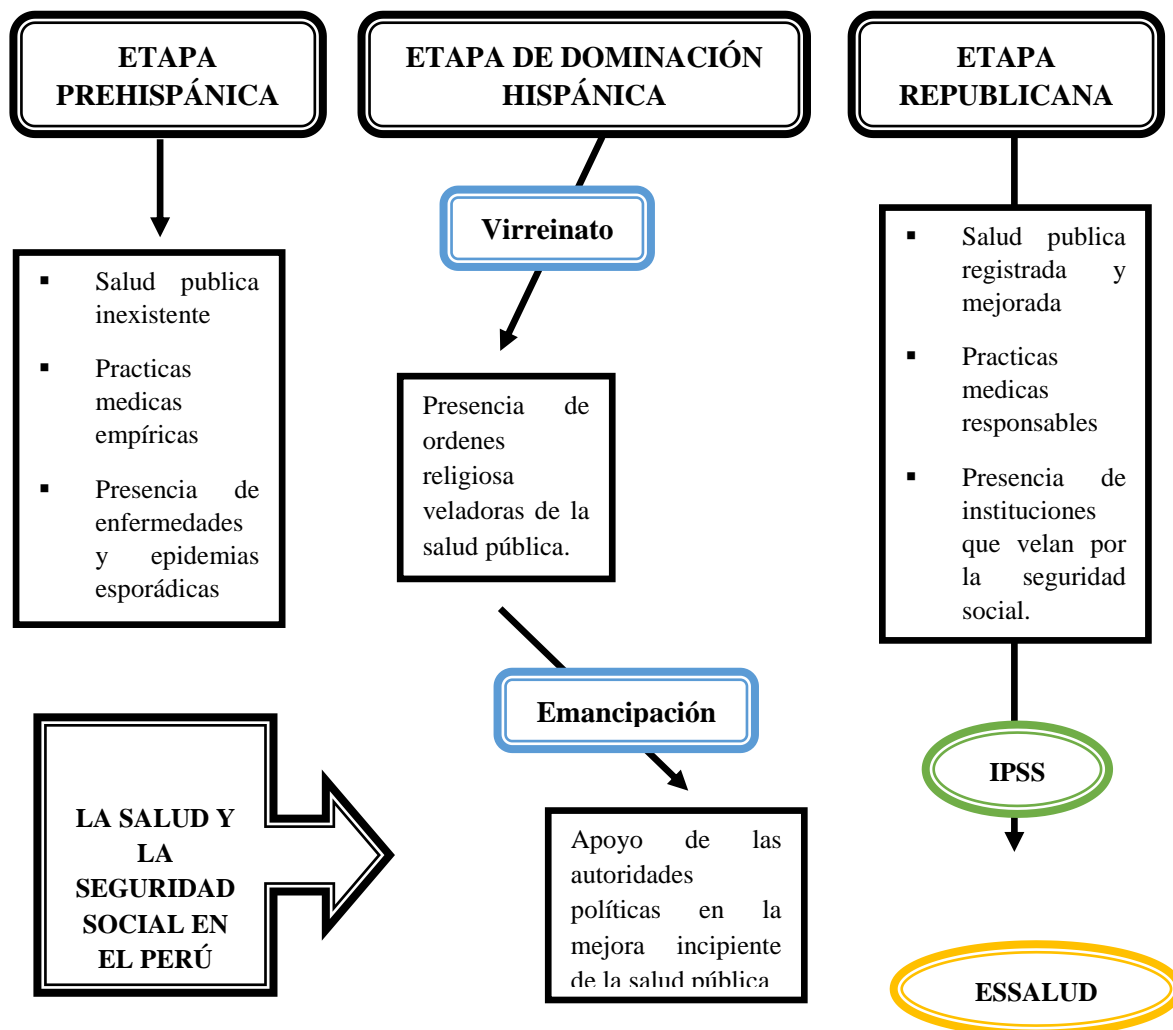 ETAPA
PREHISPÁNICA
ETAPA DE DOMINACIÓN
HISPÁNICA
ETAPA
REPUBLICANA
Virreinato
▪ Salud publica
inexistente
▪ Practicas
medicas
empíricas
▪ Presencia de
enfermedades
y epidemias
esporádicas
Presencia de
ordenes
religiosa
veladoras de la
salud pública.
▪ Salud publica
registrada y
mejorada
▪ Practicas
medicas
responsables
▪ Presencia de
instituciones
que velan por
la seguridad
social.
Emancipación
IPSS
LA SALUD Y
LA
SEGURIDAD
SOCIAL EN
EL PERÚ
Apoyo de las
autoridades
políticas en la
mejora incipiente
de la salud pública
ESSALUD